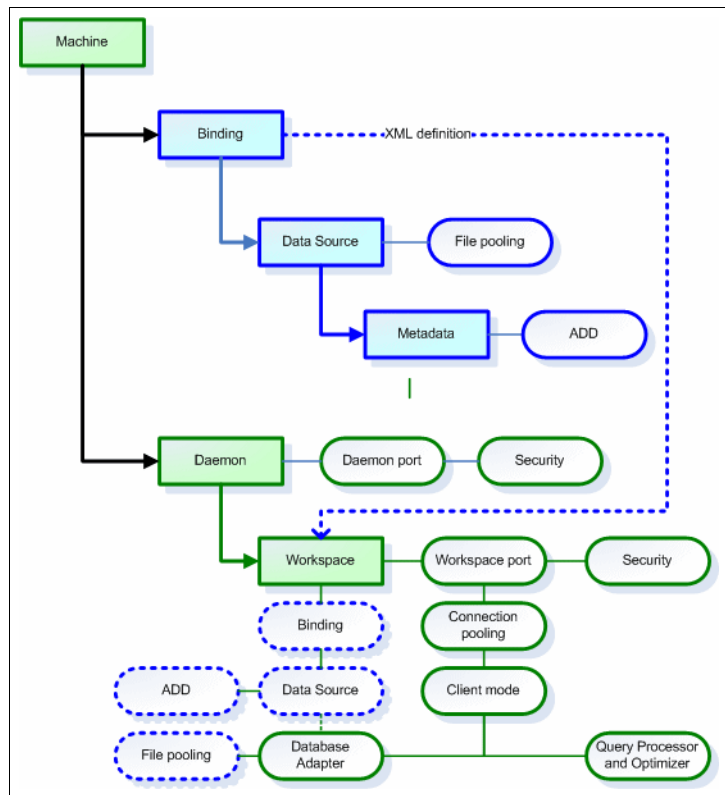 Machine
Binding
XML definition
Data Source
File pooling
Metadata
ADD
Daemon
Daemon port
Security
Workspace
Workspace port
Security
Binding
Connection
pooling
ADD
Data Source
Client mode
File pooling
Database
Adapter
Query Processor
and Optimizer